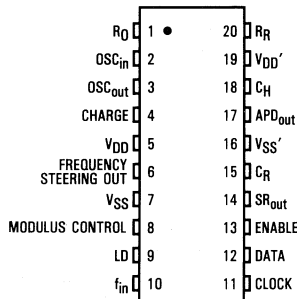 RO 1 20 RR
OSCin 2 19 VDD'
OSCout 3 18 CH
CHARGE 4 17 APDout
VDD 5 16 VSS'
FREQUENCY
STEERING OUT 6 15 CR
VSS 7 14 SRout
MODULUS CONTROL 8 13 ENABLE
LD 9 12 DATA
fin 10 11 CLOCK